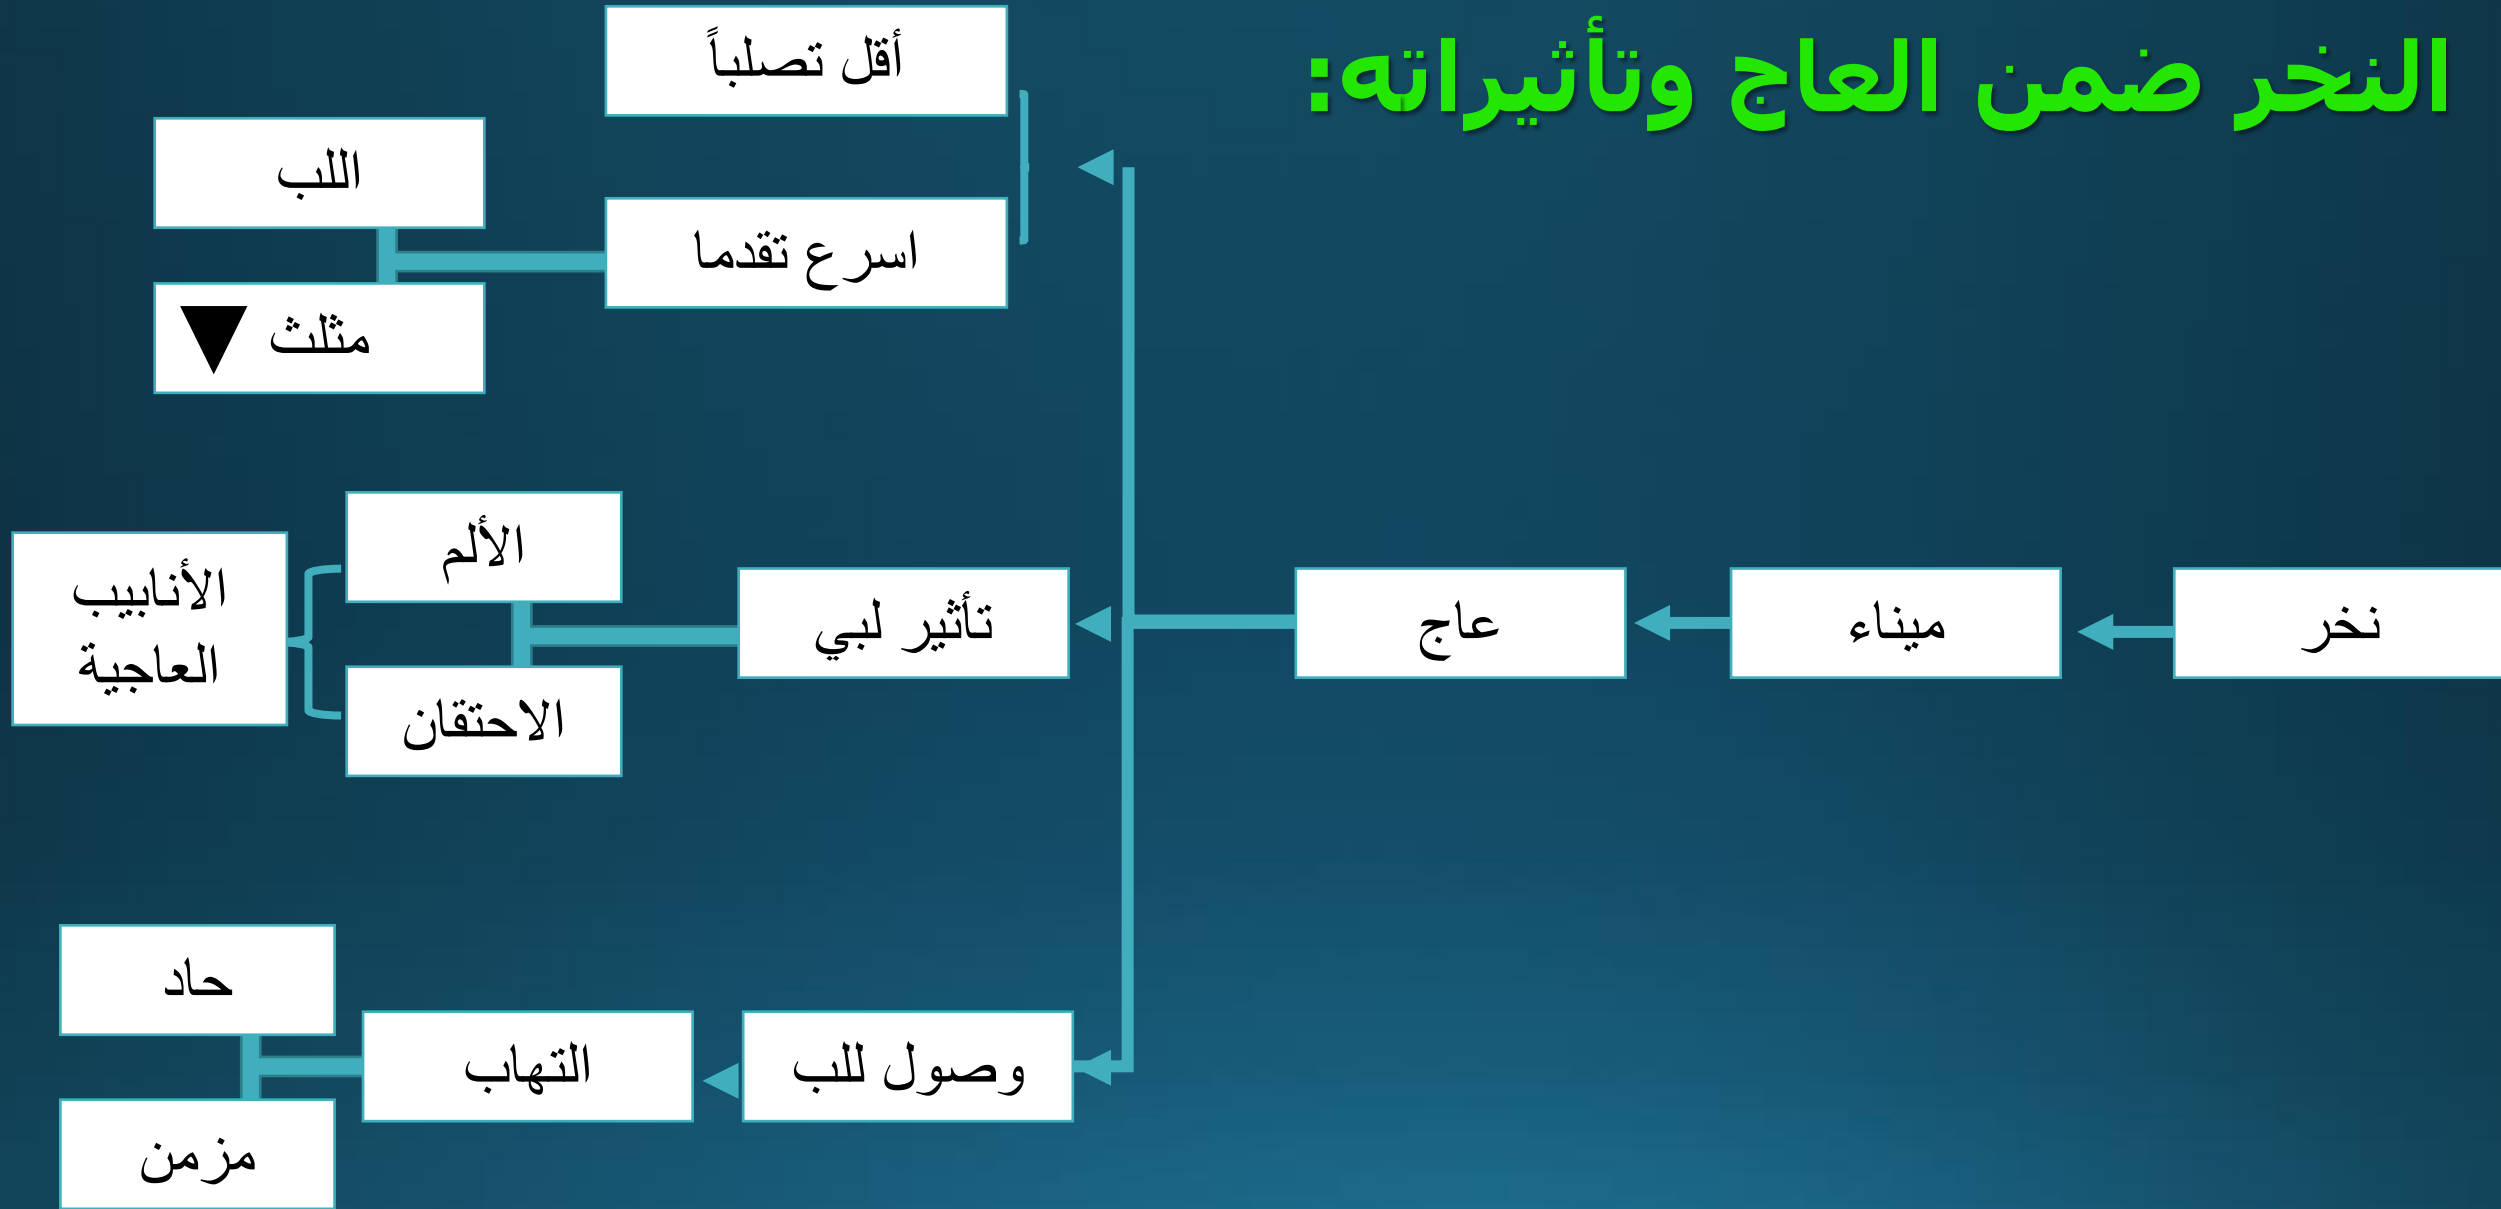 النخر ضمن العاج وتأثيراته:
أقل تصلباً
اسرع تقدما
اللب
مثلث
نخر
ميناء
عاج
تأثير لبي
الألم
الاحتقان
الأنابيب
العاجية
وصول للب
التهاب
حاد
مزمن